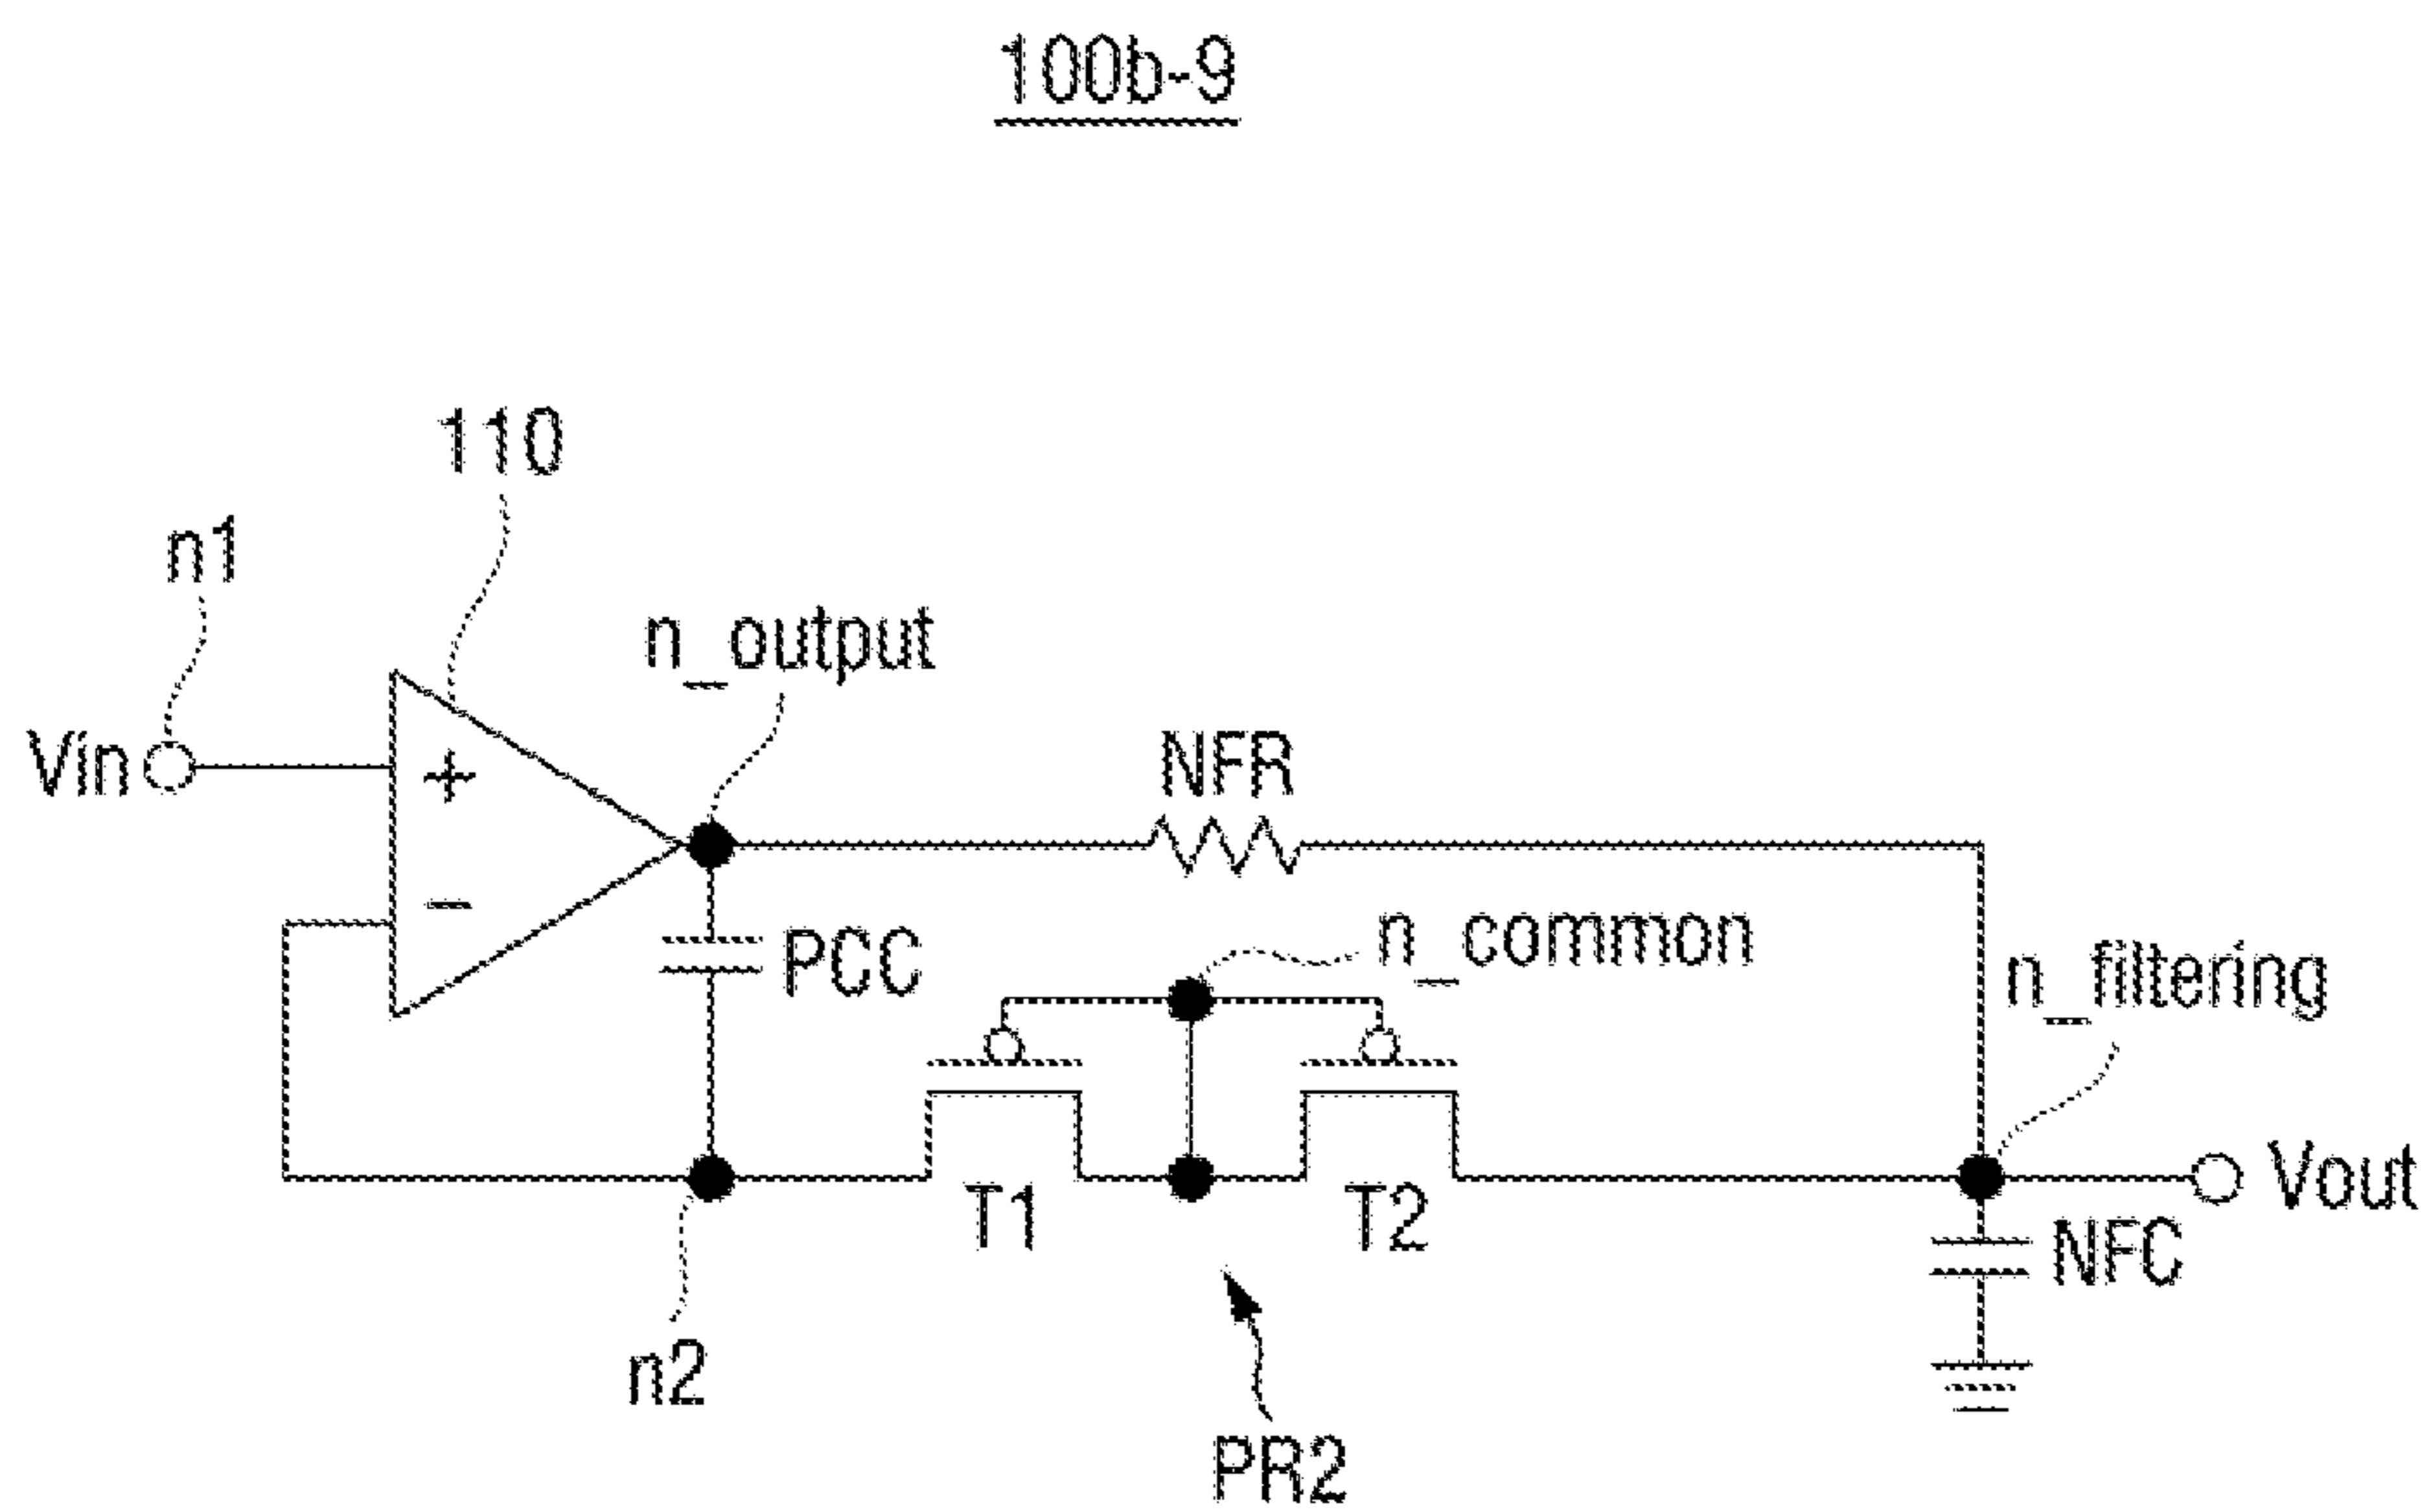 100b-9
110
n1
n_output
Vin
+
NFR
−
PCC
n_common
n_filtering
T1
T2
Vout
NFC
n2
PR2